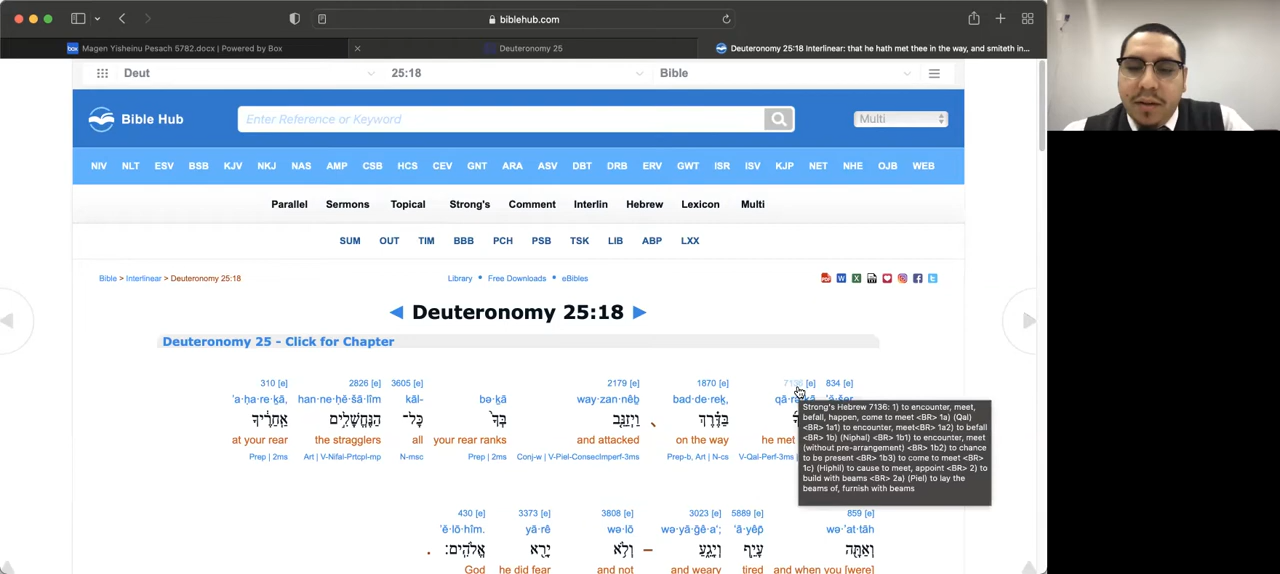 biblehub.com
Magen Yisheinu Pesach 5782.docx | Powered by Box
Deuteronomy 25
Deuteronomy 25:18 Interlinear: that he hath met thee in the way, and smiteth in...
Deut 25:18 Bible
Bible Hub
Enter Reference or Keyword
Multi
NIV NLT ESV BSB KJV NKJ NAS AMP CSB HCS CEV GNT ARA ASV DBT DRB ERV GWT ISR ISV KJP NET NHE OJB WEB
Parallel Sermons Topical Strong's Comment Interlin Hebrew Lexicon Multi
SUM OUT TIM BBB PCH PSB TSK LIB ABP LXX
Bible > Interlinear > Deuteronomy 25:18
Library • Free Downloads • eBibles
◄ Deuteronomy 25:18 ►
Deuteronomy 25 - Click for Chapter
310 [e] 2826 [e] 3605 [e] 2179 [e] 1870 [e] 7136 [e] 834 [e]
'a·ḥa·re·kā, han·ne·ḥĕ·šā·lîm kāl- bə·kā way·zan·nêḇ bad·de·reḵ,
אַחֲרֶ֔יךָ הַנֶּחֱשָׁלִ֣ים כָּל־ בְּךָ֙ וַיְזַנֵּ֤ב בַּדֶּ֗רֶךְ
at your rear the stragglers all your rear ranks and attacked on the way he met
Prep | 2ms Art | V-Nifal-Prtcpl-mp N-msc Prep | 2ms Conj-w | V-Piel-ConsecImperf-3ms Prep-b, Art | N-cs V-Qal-Perf-3ms |
Strong's Hebrew 7136: 1) to encounter, meet,
befall, happen, come to meet <BR> 1a) (Qal)
<BR> 1a1) to encounter, meet<BR> 1a2) to befall
<BR> 1b) (Niphal) <BR> 1b1) to encounter, meet
(without pre-arrangement) <BR> 1b2) to chance
to be present <BR> 1b3) to come to meet <BR>
1c) (Hiphil) to cause to meet, appoint <BR> 2) to
build with beams <BR> 2a) (Piel) to lay the
beams of, furnish with beams
430 [e] 3373 [e] 3808 [e] 3023 [e] 5889 [e] 859 [e]
'ĕ·lō·hîm. yā·rê wə·lō wə·yā·ḡê·a'; 'ā·yêp̄ wə·'at·tāh
אֱלֹהִֽים׃ יָרֵ֖א וְלֹ֥א וְיָגֵ֑עַ עָיֵ֣ף וְאַתָּ֖ה
God he did fear and not and weary tired and when you [were]